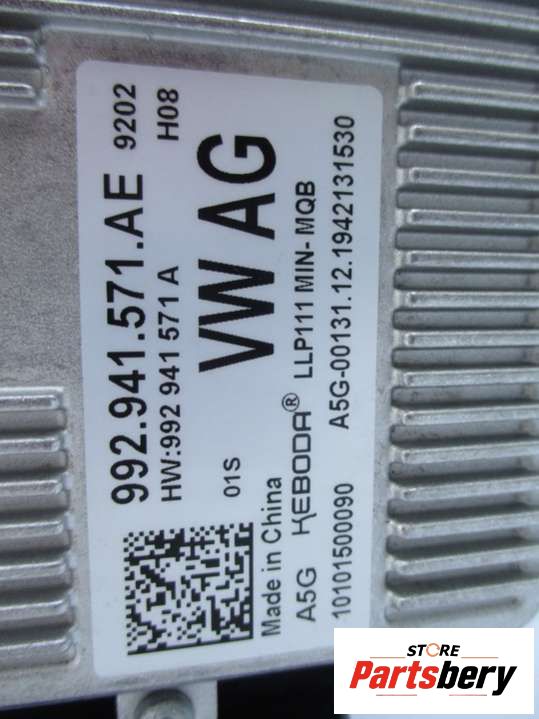 992.941.571.AE 9202
HW:992 941 571 A H08
VW AG
01S
Made in China
A5G KEBODA® LLP111 MIN-MQB
10101500090 A5G-00131.12.1942131530
STORE
Partsbery